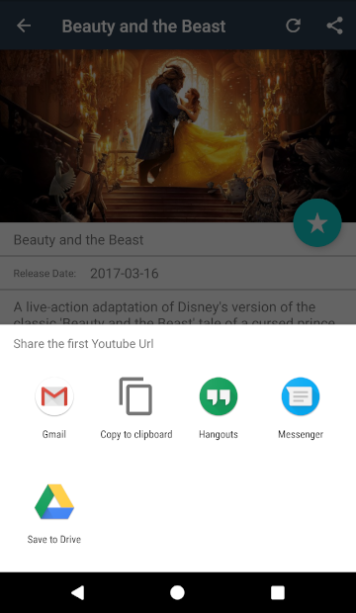 Beauty and the Beast
Beauty and the Beast
Release Date: 2017-03-16
A live-action adaptation of Disney's version of the
classic 'Beauty and the Beast' tale of a cursed prince
Share the first Youtube Url
Gmail
Copy to clipboard
Hangouts
Messenger
Save to Drive